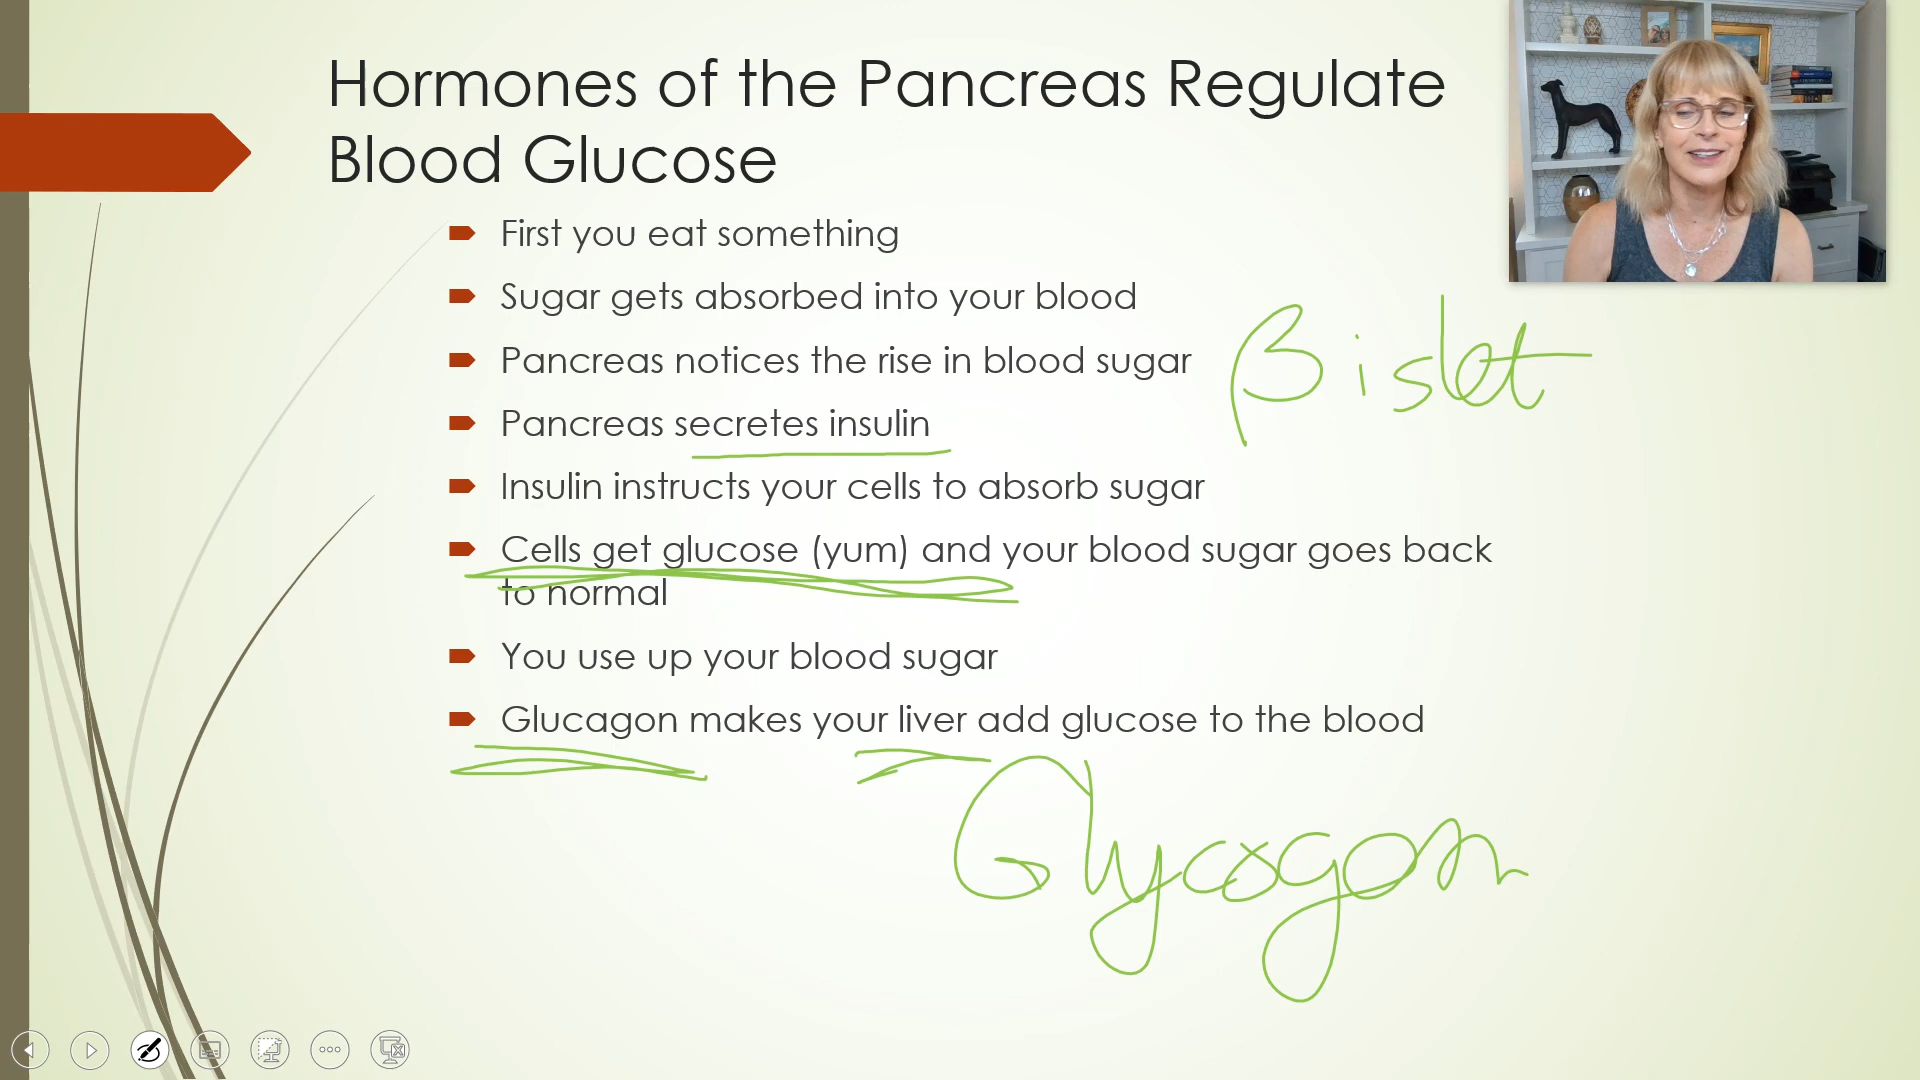 Hormones of the Pancreas Regulate
Blood Glucose
First you eat something
Sugar gets absorbed into your blood
Pancreas notices the rise in blood sugar
β islet
Pancreas secretes insulin
Insulin instructs your cells to absorb sugar
Cells get glucose (yum) and your blood sugar goes back
to normal
You use up your blood sugar
Glucagon makes your liver add glucose to the blood
Glycogon